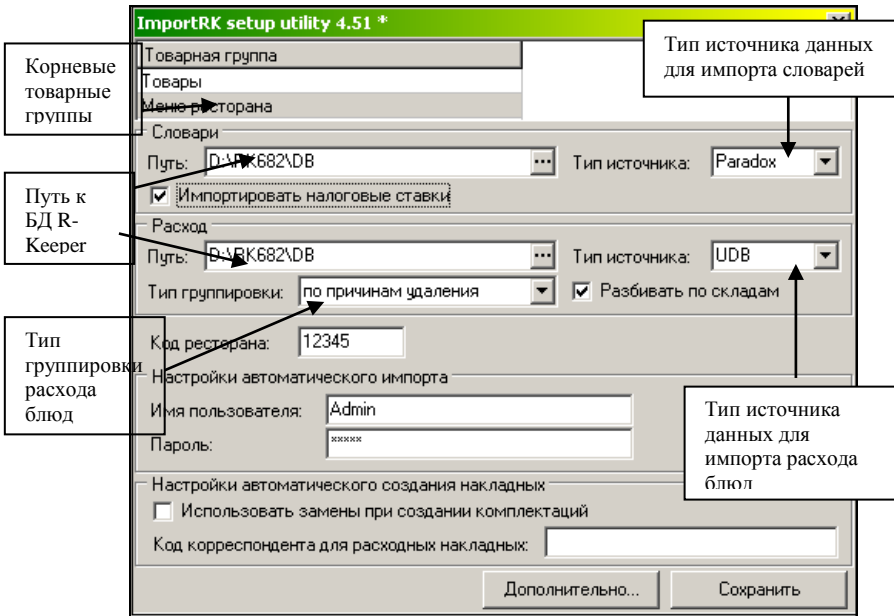 ImportRK setup utility 4.51 *
Товарная группа
Товары
Меню ресторана
Корневые
товарные
группы
Тип источника данных
для импорта словарей
Словари
Путь: D:\RK682\DB ... Тип источника: Paradox
Импортировать налоговые ставки
Путь к
БД R-
Keeper
Расход
Путь: D:\RK682\DB ... Тип источника: UDB
Тип группировки: по причинам удаления Разбивать по складам
Тип
группировки
расхода
блюд
Код ресторана: 12345
Настройки автоматического импорта
Имя пользователя: Admin
Пароль: xxxxx
Тип источника
данных для
импорта расхода
блюд
Настройки автоматического создания накладных
Использовать замены при создании комплектаций
Код корреспондента для расходных накладных:
Дополнительно... Сохранить